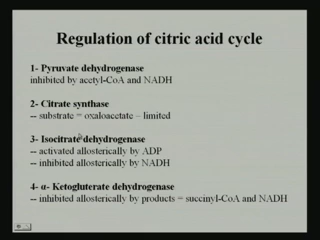 Regulation of citric acid cycle
1- Pyruvate dehydrogenase
inhibited by acetyl-CoA and NADH
2- Citrate synthase
-- substrate = oxaloacetate – limited
3- Isocitrate dehydrogenase
-- activated allosterically by ADP
-- inhibited allosterically by NADH
4- α- Ketogluterate dehydrogenase
-- inhibited allosterically by products = succinyl-CoA and NADH